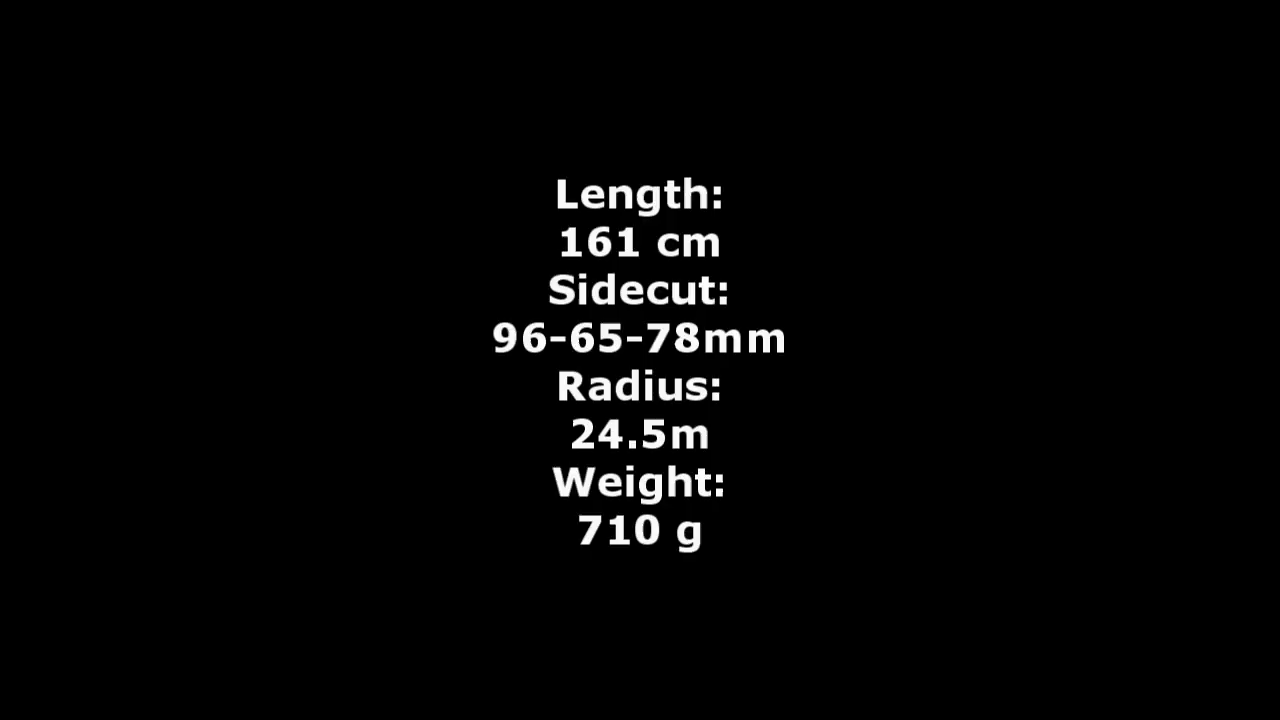 Length:
161 cm
Sidecut:
96-65-78mm
Radius:
24.5m
Weight:
710 g